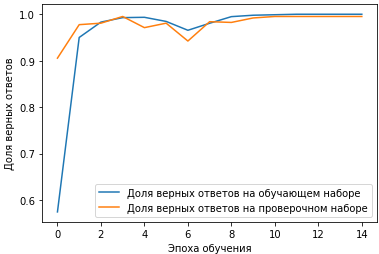 1.0
0.9
0.8
0.7
0.6
Доля верных ответов
Доля верных ответов на обучающем наборе
Доля верных ответов на проверочном наборе
0 2 4 6 8 10 12 14
Эпоха обучения